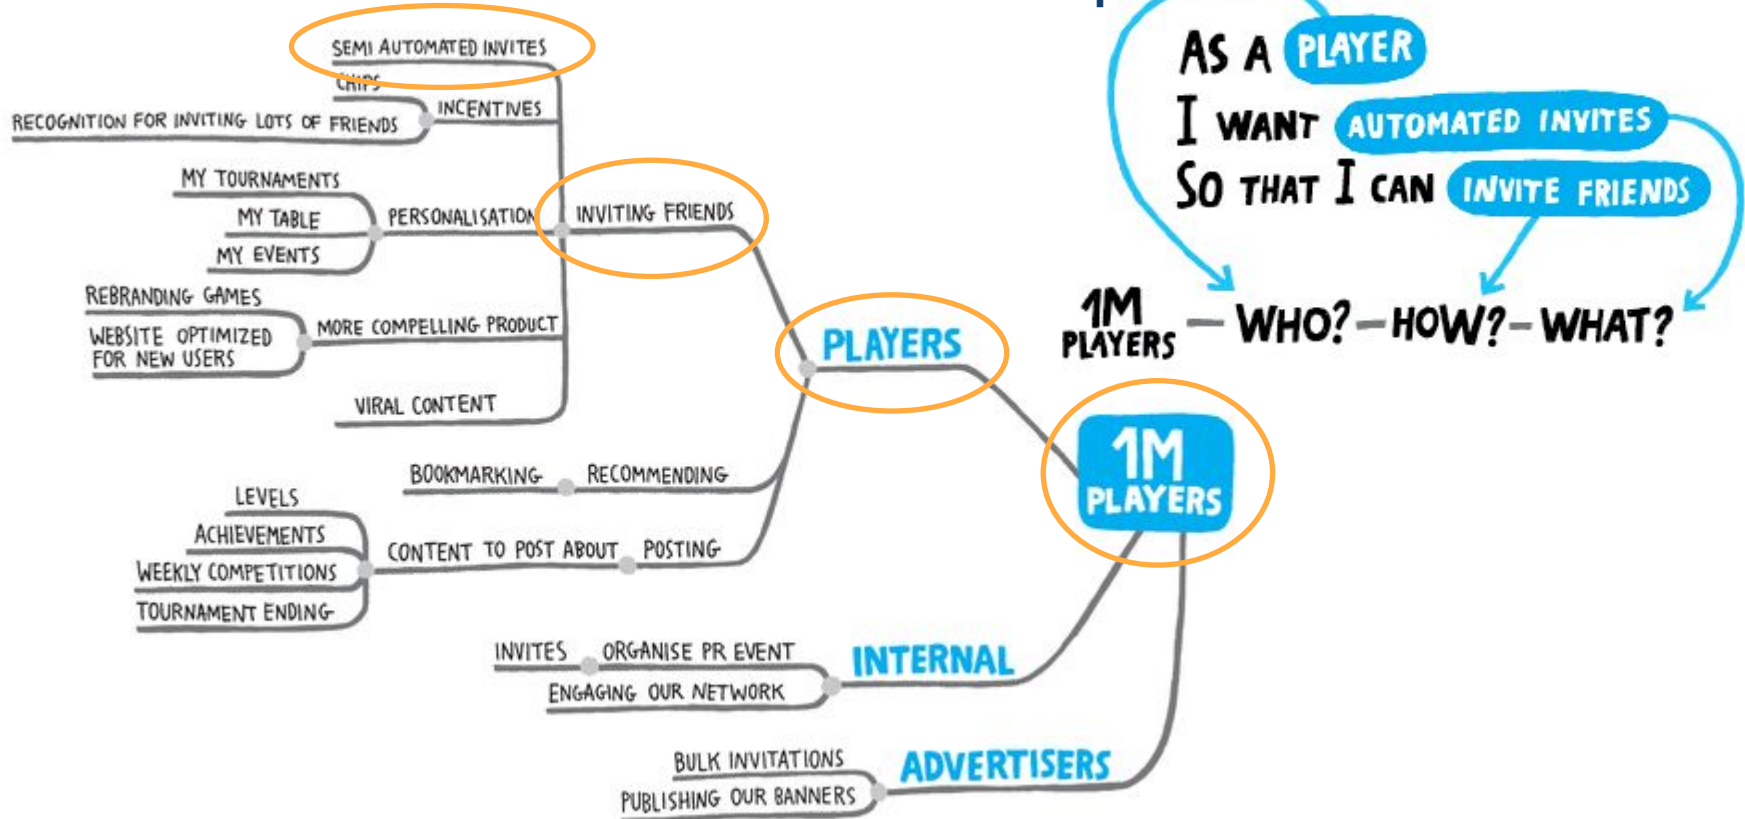 SEMI AUTOMATED INVITES
CHIPS
INCENTIVES
RECOGNITION FOR INVITING LOTS OF FRIENDS
MY TOURNAMENTS
MY TABLE
MY EVENTS
PERSONALISATION
INVITING FRIENDS
REBRANDING GAMES
WEBSITE OPTIMIZED
FOR NEW USERS
MORE COMPELLING PRODUCT
VIRAL CONTENT
PLAYERS
BOOKMARKING
RECOMMENDING
LEVELS
ACHIEVEMENTS
WEEKLY COMPETITIONS
TOURNAMENT ENDING
CONTENT TO POST ABOUT
POSTING
1M
PLAYERS
INVITES
ORGANISE PR EVENT
ENGAGING OUR NETWORK
INTERNAL
BULK INVITATIONS
PUBLISHING OUR BANNERS
ADVERTISERS
AS A PLAYER
I WANT AUTOMATED INVITES
SO THAT I CAN INVITE FRIENDS
1M
PLAYERS — WHO? — HOW? — WHAT?